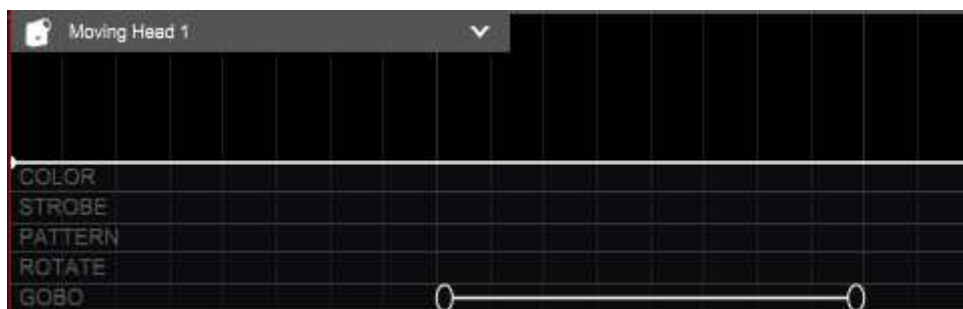 Moving Head 1
COLOR
STROBE
PATTERN
ROTATE
GOBO